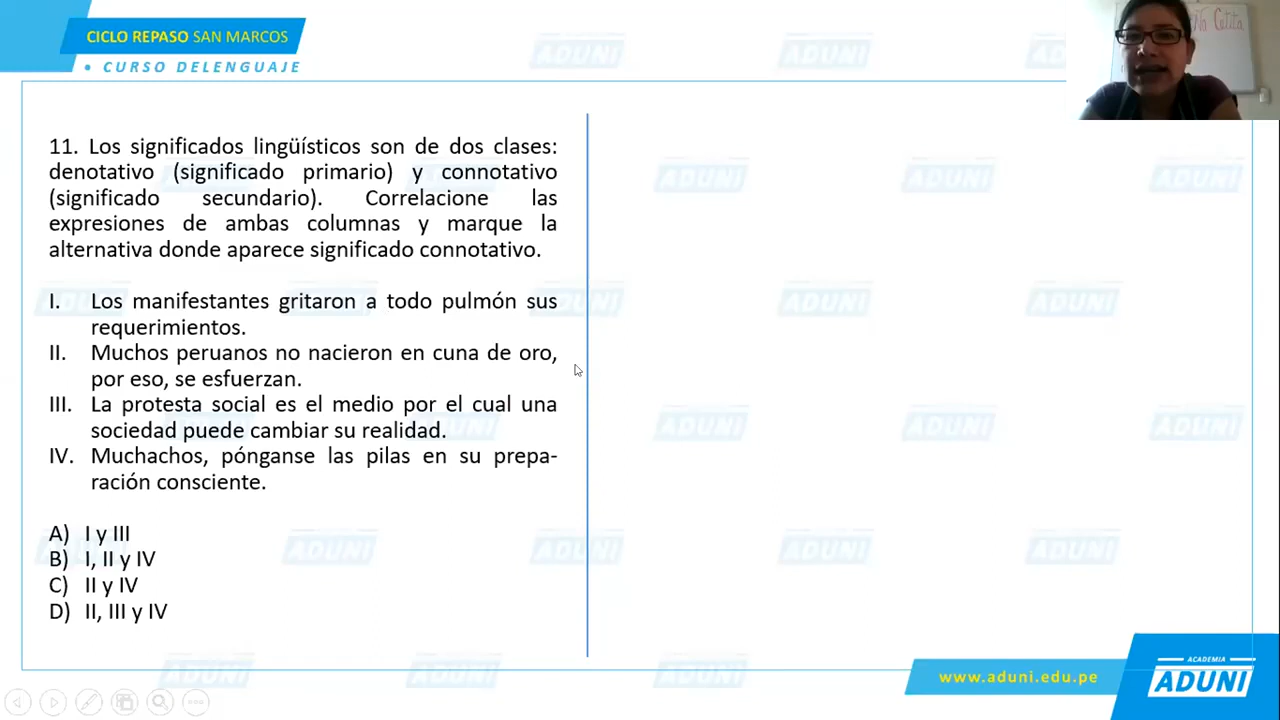 CICLO REPASO SAN MARCOS
• CURSO DELENGUAJE
11. Los significados lingüísticos son de dos clases:
denotativo (significado primario) y connotativo
(significado secundario). Correlacione las
expresiones de ambas columnas y marque la
alternativa donde aparece significado connotativo.
I. Los manifestantes gritaron a todo pulmón sus
requerimientos.
II. Muchos peruanos no nacieron en cuna de oro,
por eso, se esfuerzan.
III. La protesta social es el medio por el cual una
sociedad puede cambiar su realidad.
IV. Muchachos, pónganse las pilas en su prepa-
ración consciente.
A) I y III
B) I, II y IV
C) II y IV
D) II, III y IV
www.aduni.edu.pe
ACADEMIA
ADUNI